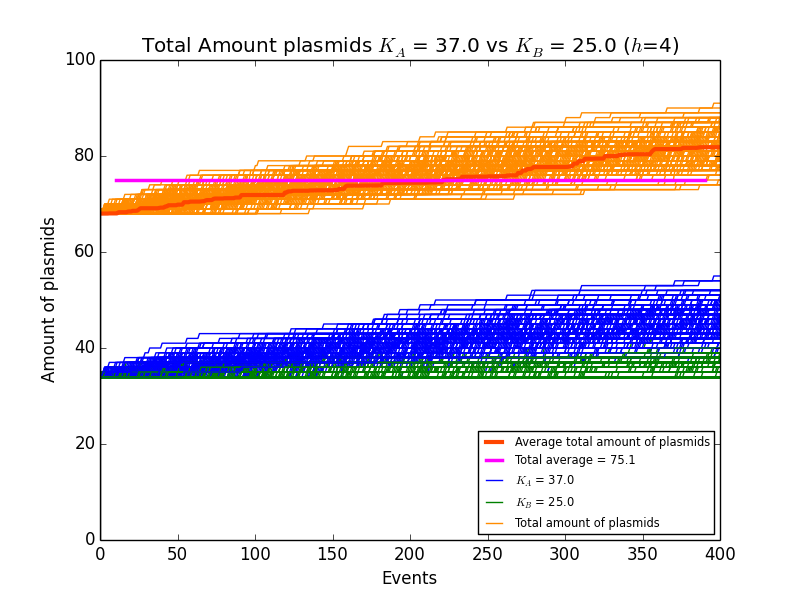 Total Amount plasmids K_A = 37.0 vs K_B = 25.0 (h=4)
100
80
60
40
20
0
Amount of plasmids
0 50 100 150 200 250 300 350 400
Events
Average total amount of plasmids
Total average = 75.1
K_A = 37.0
K_B = 25.0
Total amount of plasmids